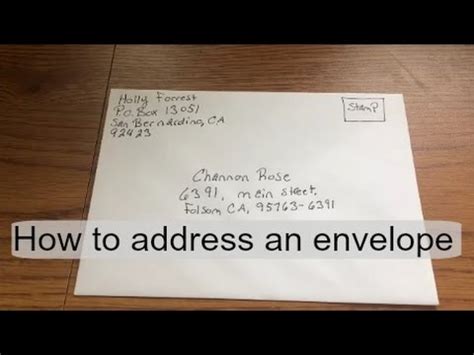 Holly Forrest
P.O. Box 13051
San Bernardino, CA
92423
Stamp
Channon Rose
6391, mein street,
Folsom CA, 95763-6391
How to address an envelope